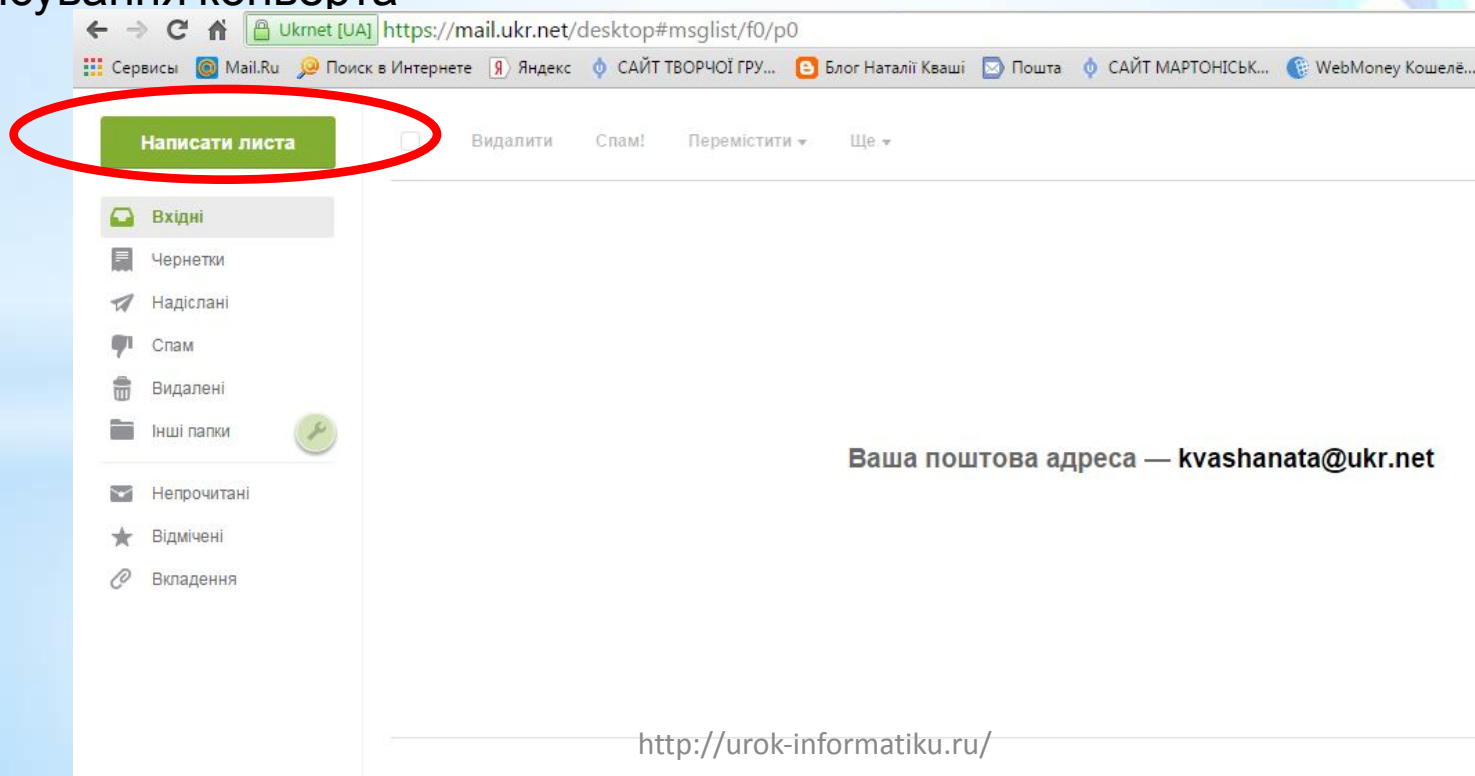 конверта
Ukrnet [UA] https://mail.ukr.net/desktop#msglist/f0/p0
Сервисы Mail.Ru Поиск в Интернете Яндекс САЙТ ТВОРЧОЇ ГРУ... Блог Наталії Кваші Пошта САЙТ МАРТОНІСЬК... WebMoney Кошелё...
Написати листа Видалити Спам! Перемістити Ще
Вхідні
Чернетки
Надіслані
Спам
Видалені
Інші папки
Ваша поштова адреса — kvashanata@ukr.net
Непрочитані
Відмічені
Вкладення
http://urok-informatiku.ru/